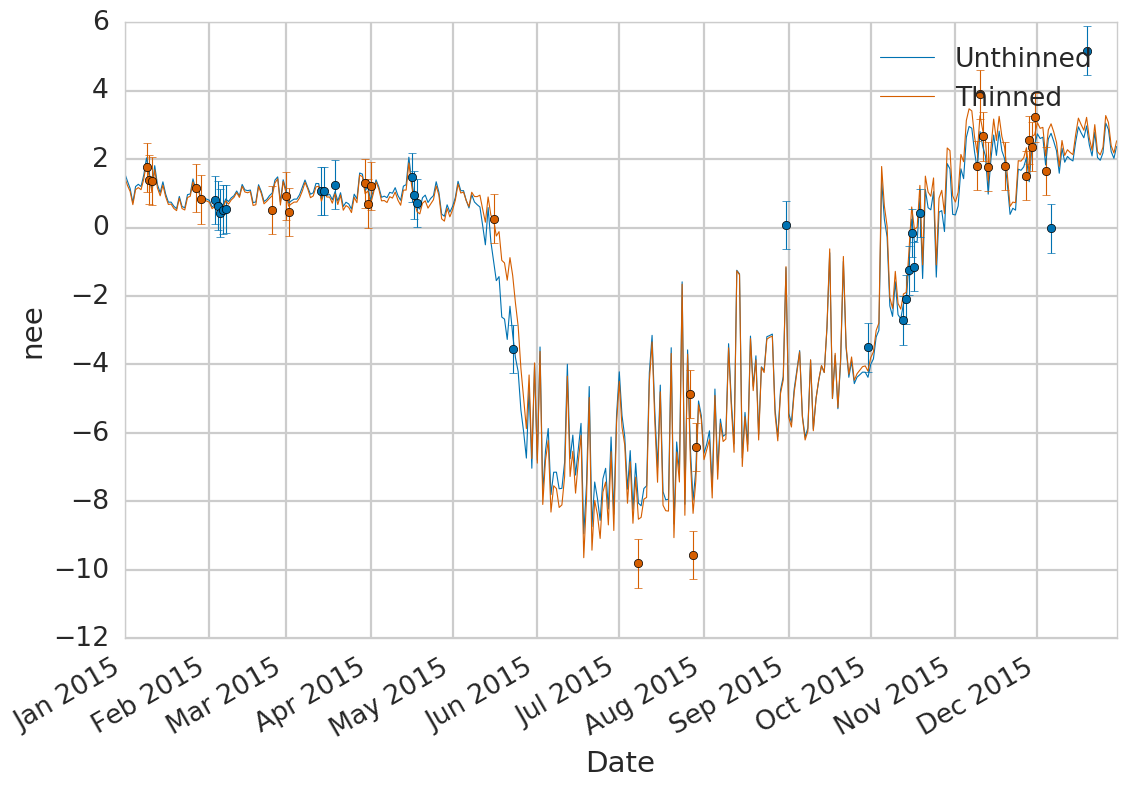 6
4
2
0
−2
−4
−6
−8
−10
−12
nee
Unthinned
Thinned
Jan 2015
Feb 2015
Mar 2015
Apr 2015
May 2015
Jun 2015
Jul 2015
Aug 2015
Sep 2015
Oct 2015
Nov 2015
Dec 2015
Date